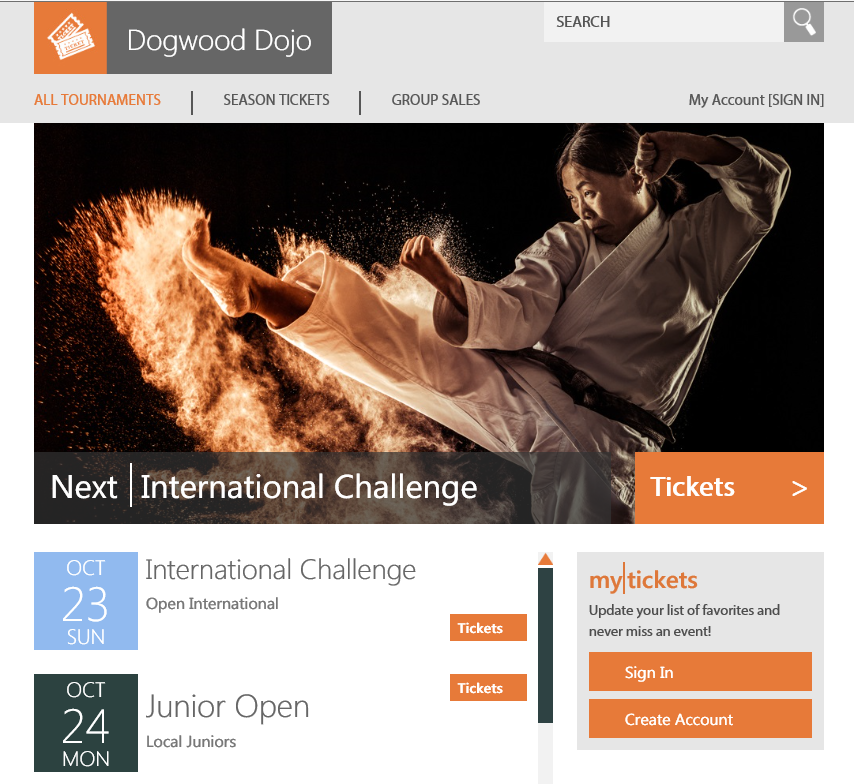 Dogwood Dojo
SEARCH
ALL TOURNAMENTS
SEASON TICKETS
GROUP SALES
My Account [SIGN IN]
Next | International Challenge
Tickets >
OCT
23
SUN
International Challenge
Open International
Tickets
OCT
24
MON
Junior Open
Local Juniors
Tickets
my|tickets
Update your list of favorites and
never miss an event!
Sign In
Create Account